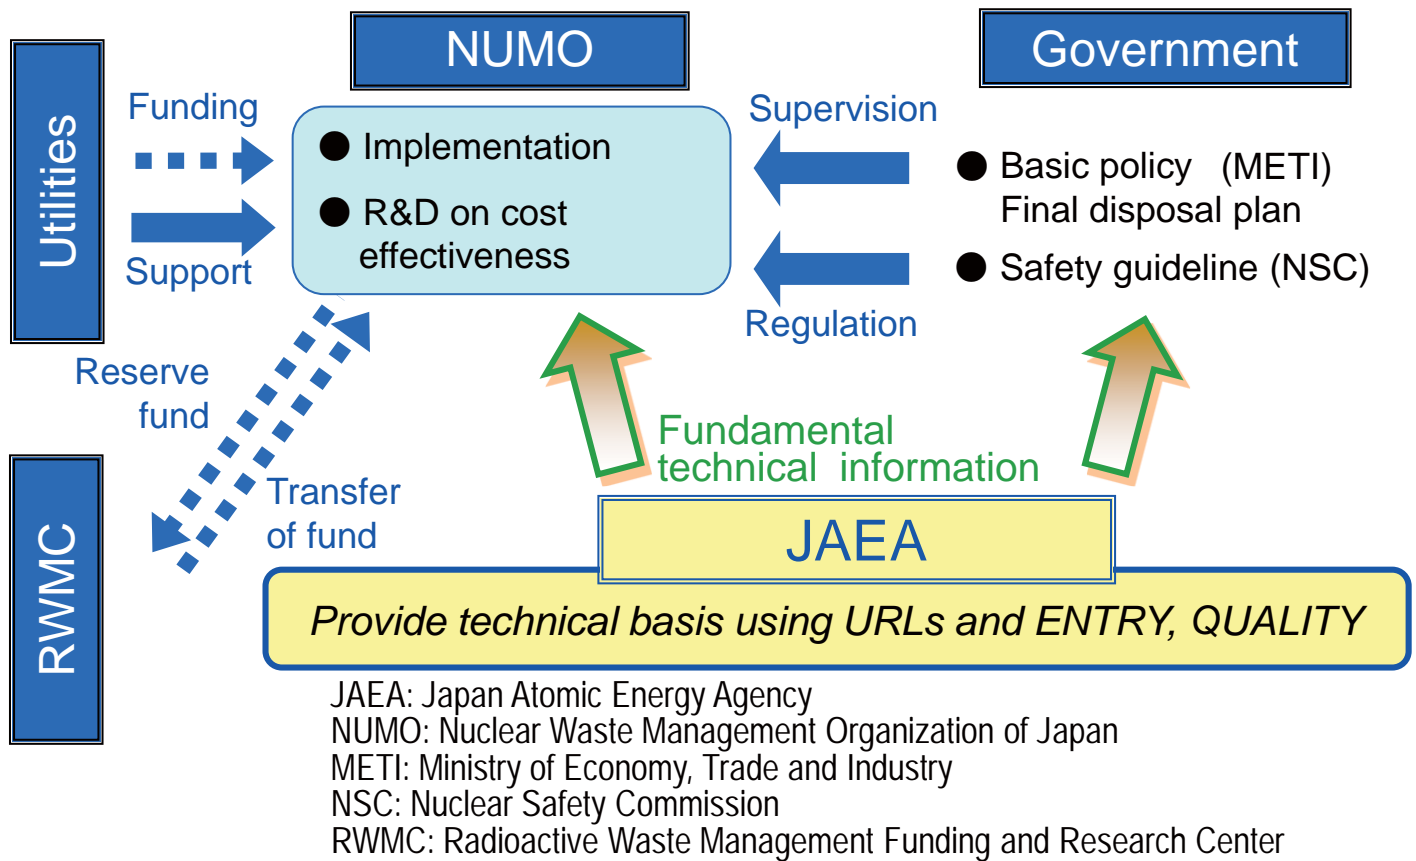 NUMO
Government
Utilities
Funding
Support
● Implementation
● R&D on cost
effectiveness
Supervision
Regulation
● Basic policy (METI)
Final disposal plan
● Safety guideline (NSC)
Reserve
fund
Transfer
of fund
RWMC
Fundamental
technical information
JAEA
Provide technical basis using URLs and ENTRY, QUALITY
JAEA: Japan Atomic Energy Agency
NUMO: Nuclear Waste Management Organization of Japan
METI: Ministry of Economy, Trade and Industry
NSC: Nuclear Safety Commission
RWMC: Radioactive Waste Management Funding and Research Center